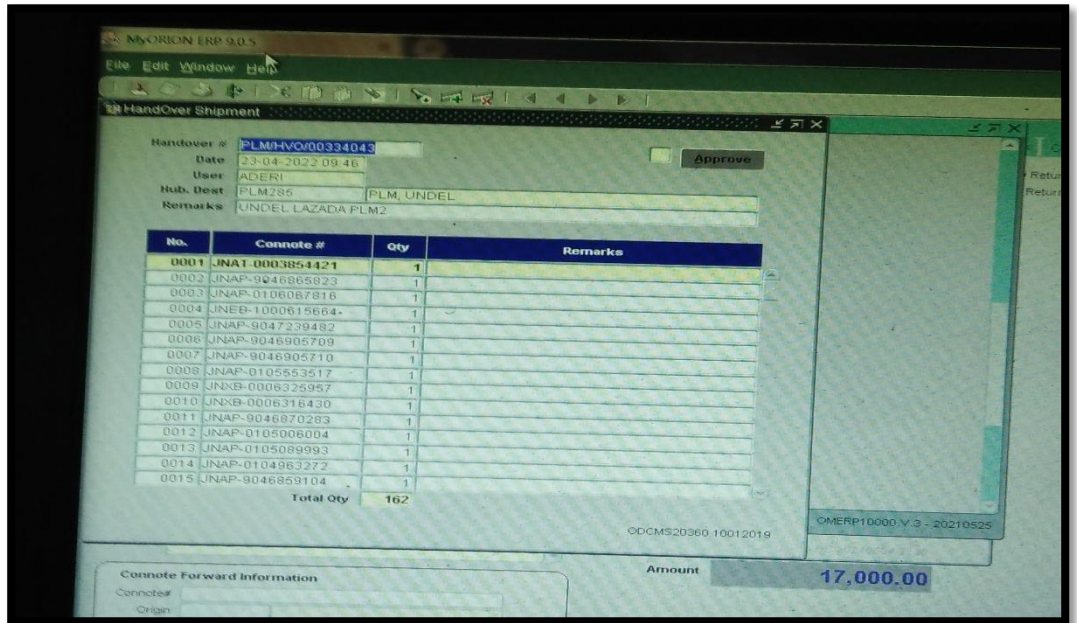 MyORION ERP 9.0.5
File Edit Window Help
HandOver Shipment
Handover # PLM/HVO/00334043
Approve
Date 23-04-2022 09:46
User ADERI
Hub. Dest PLM285 PLM, UNDEL
Remarks UNDEL LAZADA PLM2
No. Connote # Qty Remarks
0001 JNAT-0003854421 1
0002 JNAP-9046865823 1
0003 JNAP-0106067816 1
0004 JNEB-1000615664 1
0005 JNAP-9047239482 1
0006 JNAP-9046905709 1
0007 JNAP-9046905710 1
0008 JNAP-0105553517 1
0009 JNXB-0006325957 1
0010 JNXB-0006316430 1
0011 JNAP-9046870283 1
0012 JNAP-0105006004 1
0013 JNAP-0105089993 1
0014 JNAP-0104963272 1
0015 JNAP-9046859104 1
Total Qty 162
ODCMS20360 10012019
OMERP10000 V.3 - 20210525
Retur
Retur
Connote Forward Information
Amount 17,000.00
Connote#
Origin